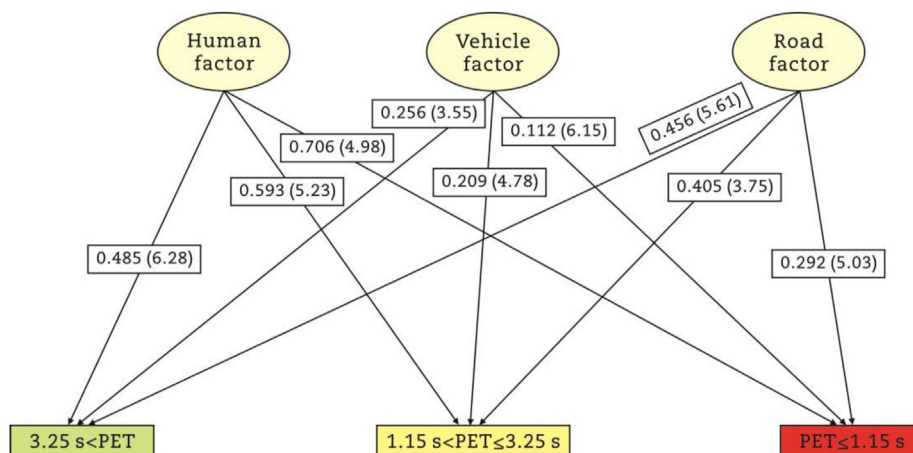 Human
factor
Vehicle
factor
Road
factor
0.256 (3.55)
0.456 (5.61)
0.112 (6.15)
0.706 (4.98)
0.593 (5.23)
0.209 (4.78)
0.405 (3.75)
0.485 (6.28)
0.292 (5.03)
3.25 s<PET
1.15 s<PET≤3.25 s
PET≤1.15 s